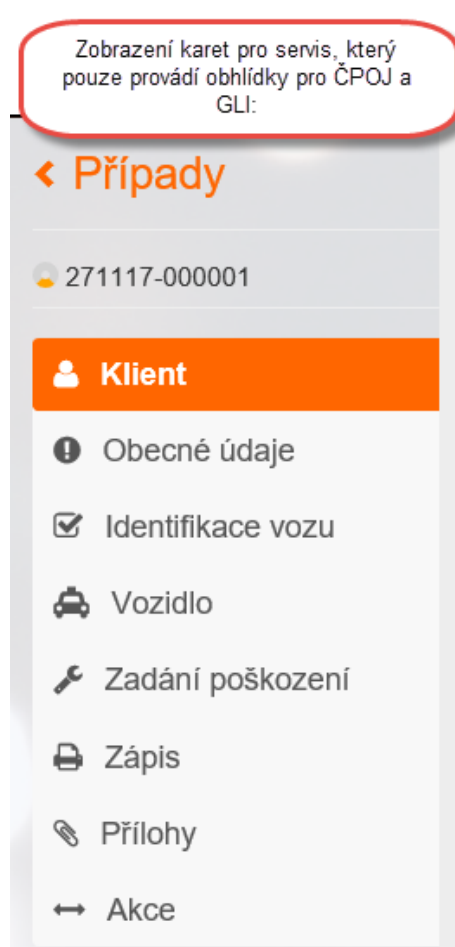 Zobrazení karet pro servis, který
pouze provádí obhlídky pro ČPOJ a
GLI:
Případy
271117-000001
Klient
Obecné údaje
Identifikace vozu
Vozidlo
Zadání poškození
Zápis
Přílohy
Akce